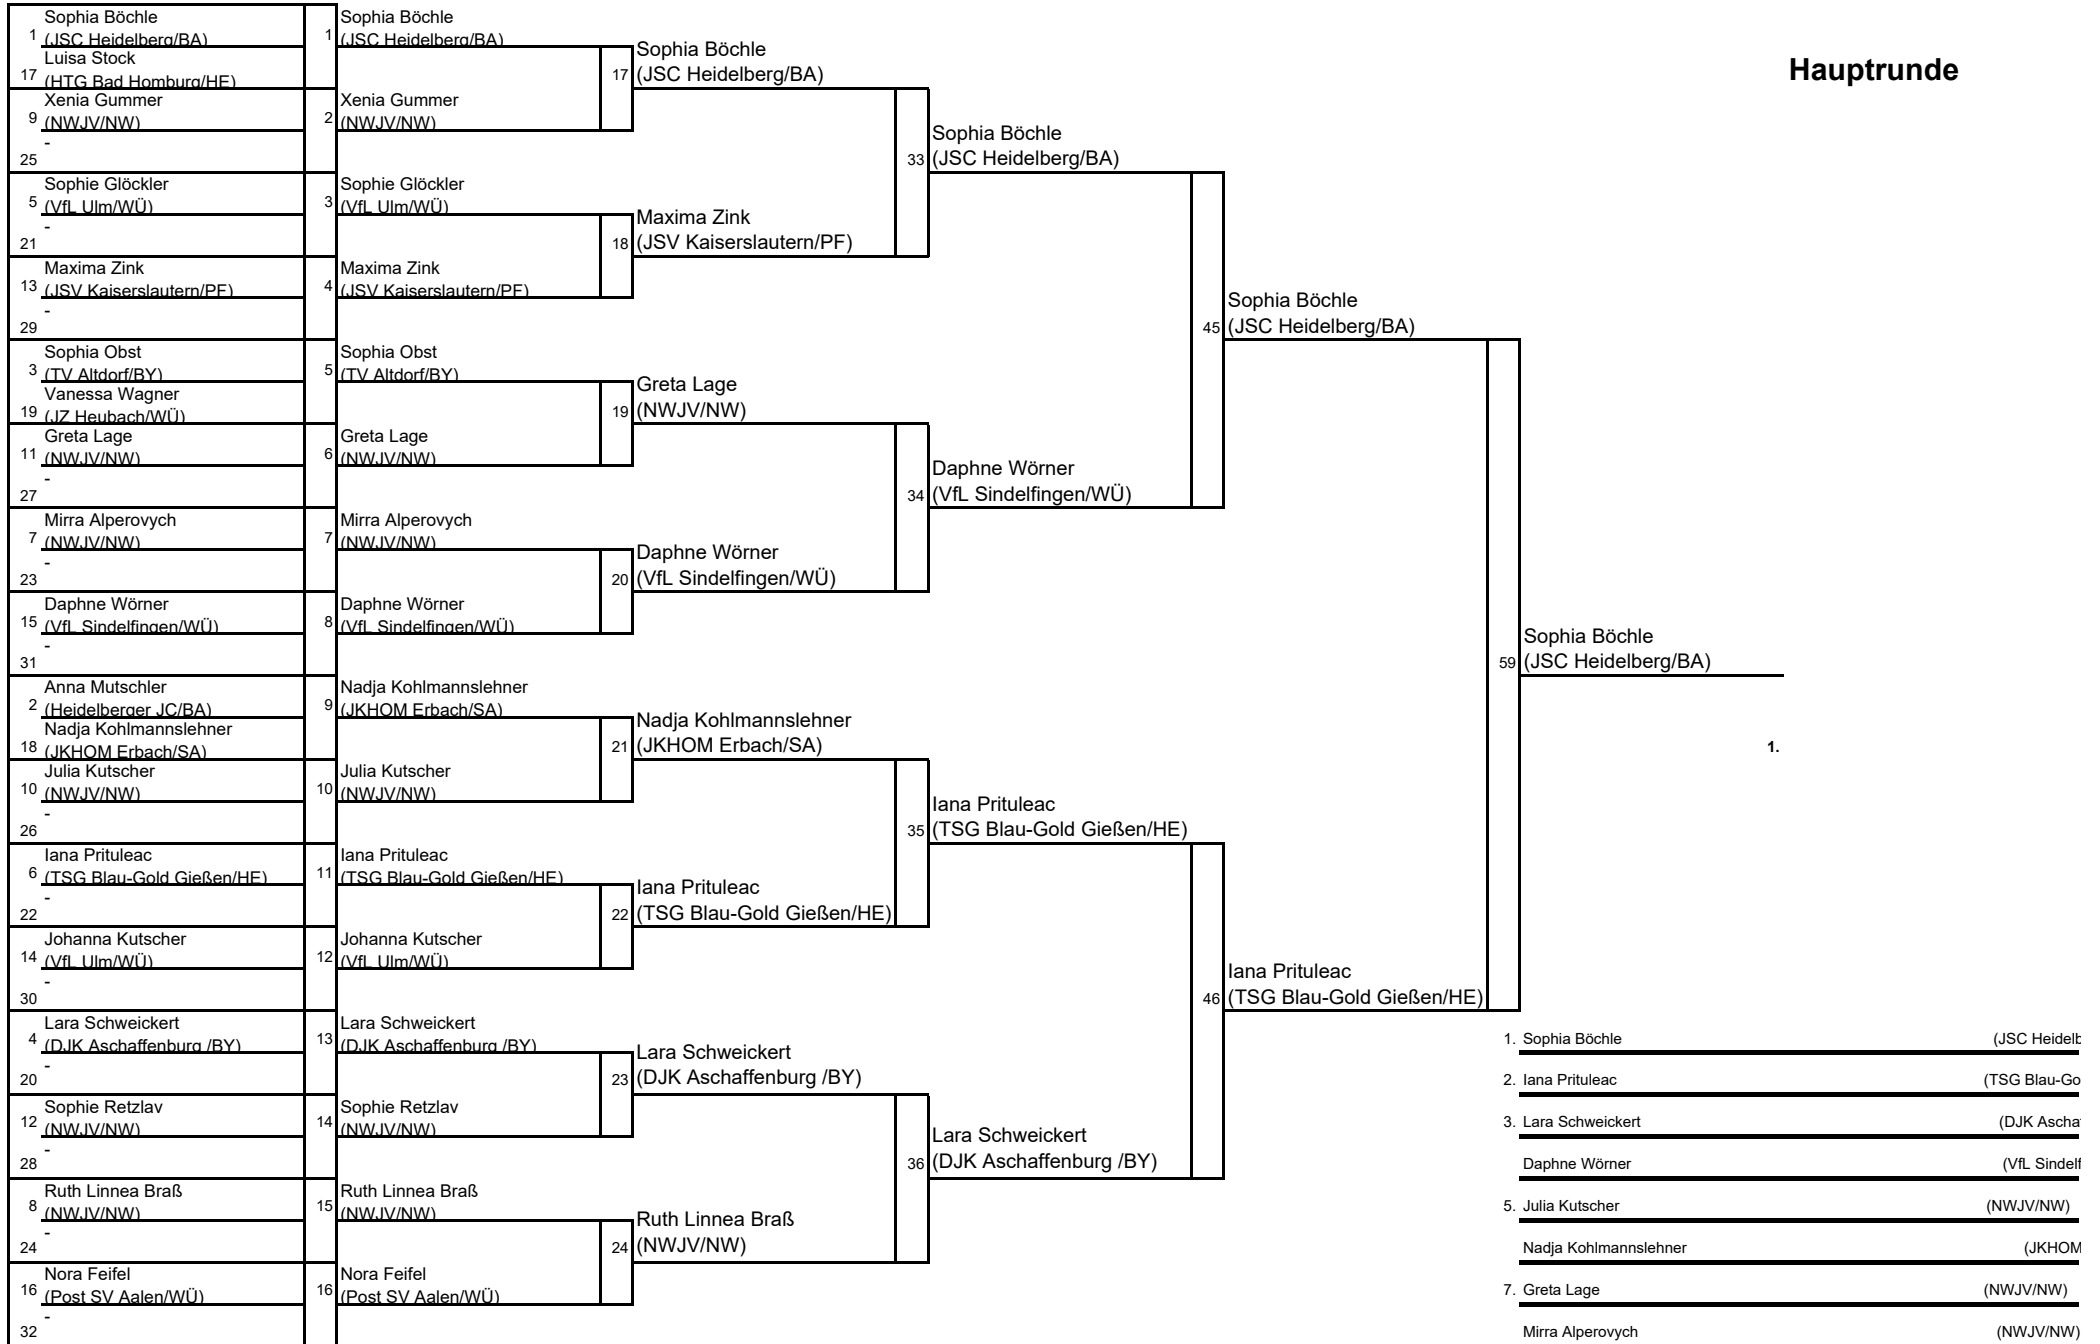 Hauptrunde
1 Sophia Böchle
(JSC Heidelberg/BA)
17 Luisa Stock
(HTG Bad Homburg/HE)
9 Xenia Gummer
(NWJV/NW)
25 -
5 Sophie Glöckler
(VfL Ulm/WÜ)
21 -
13 Maxima Zink
(JSV Kaiserslautern/PF)
29 -
3 Sophia Obst
(TV Altdorf/BY)
19 Vanessa Wagner
(JZ Heubach/WÜ)
11 Greta Lage
(NWJV/NW)
27 -
7 Mirra Alperovych
(NWJV/NW)
23 -
15 Daphne Wörner
(VfL Sindelfingen/WÜ)
31 -
2 Anna Mutschler
(Heidelberger JC/BA)
18 Nadja Kohlmannslehner
(JKHOM Erbach/SA)
10 Julia Kutscher
(NWJV/NW)
26 -
6 Iana Prituleac
(TSG Blau-Gold Gießen/HE)
22 -
14 Johanna Kutscher
(VfL Ulm/WÜ)
30 -
4 Lara Schweickert
(DJK Aschaffenburg /BY)
20 -
12 Sophie Retzlav
(NWJV/NW)
28 -
8 Ruth Linnea Braß
(NWJV/NW)
24 -
16 Nora Feifel
(Post SV Aalen/WÜ)
32 -
1 Sophia Böchle
(JSC Heidelberg/BA)
2 Xenia Gummer
(NWJV/NW)
3 Sophie Glöckler
(VfL Ulm/WÜ)
4 Maxima Zink
(JSV Kaiserslautern/PF)
5 Sophia Obst
(TV Altdorf/BY)
6 Greta Lage
(NWJV/NW)
7 Mirra Alperovych
(NWJV/NW)
8 Daphne Wörner
(VfL Sindelfingen/WÜ)
9 Nadja Kohlmannslehner
(JKHOM Erbach/SA)
10 Julia Kutscher
(NWJV/NW)
11 Iana Prituleac
(TSG Blau-Gold Gießen/HE)
12 Johanna Kutscher
(VfL Ulm/WÜ)
13 Lara Schweickert
(DJK Aschaffenburg /BY)
14 Sophie Retzlav
(NWJV/NW)
15 Ruth Linnea Braß
(NWJV/NW)
16 Nora Feifel
(Post SV Aalen/WÜ)
17 Sophia Böchle
(JSC Heidelberg/BA)
18 Maxima Zink
(JSV Kaiserslautern/PF)
19 Greta Lage
(NWJV/NW)
20 Daphne Wörner
(VfL Sindelfingen/WÜ)
21 Nadja Kohlmannslehner
(JKHOM Erbach/SA)
22 Iana Prituleac
(TSG Blau-Gold Gießen/HE)
23 Lara Schweickert
(DJK Aschaffenburg /BY)
24 Ruth Linnea Braß
(NWJV/NW)
33 Sophia Böchle
(JSC Heidelberg/BA)
34 Daphne Wörner
(VfL Sindelfingen/WÜ)
35 Iana Prituleac
(TSG Blau-Gold Gießen/HE)
36 Lara Schweickert
(DJK Aschaffenburg /BY)
45 Sophia Böchle
(JSC Heidelberg/BA)
46 Iana Prituleac
(TSG Blau-Gold Gießen/HE)
59 Sophia Böchle
(JSC Heidelberg/BA)
1.
1. Sophia Böchle (JSC Heidelb
2. Iana Prituleac (TSG Blau-Go
3. Lara Schweickert (DJK Ascha
Daphne Wörner (VfL Sindelf
5. Julia Kutscher (NWJV/NW)
Nadja Kohlmannslehner (JKHOM
7. Greta Lage (NWJV/NW)
Mirra Alperovych (NWJV/NW)